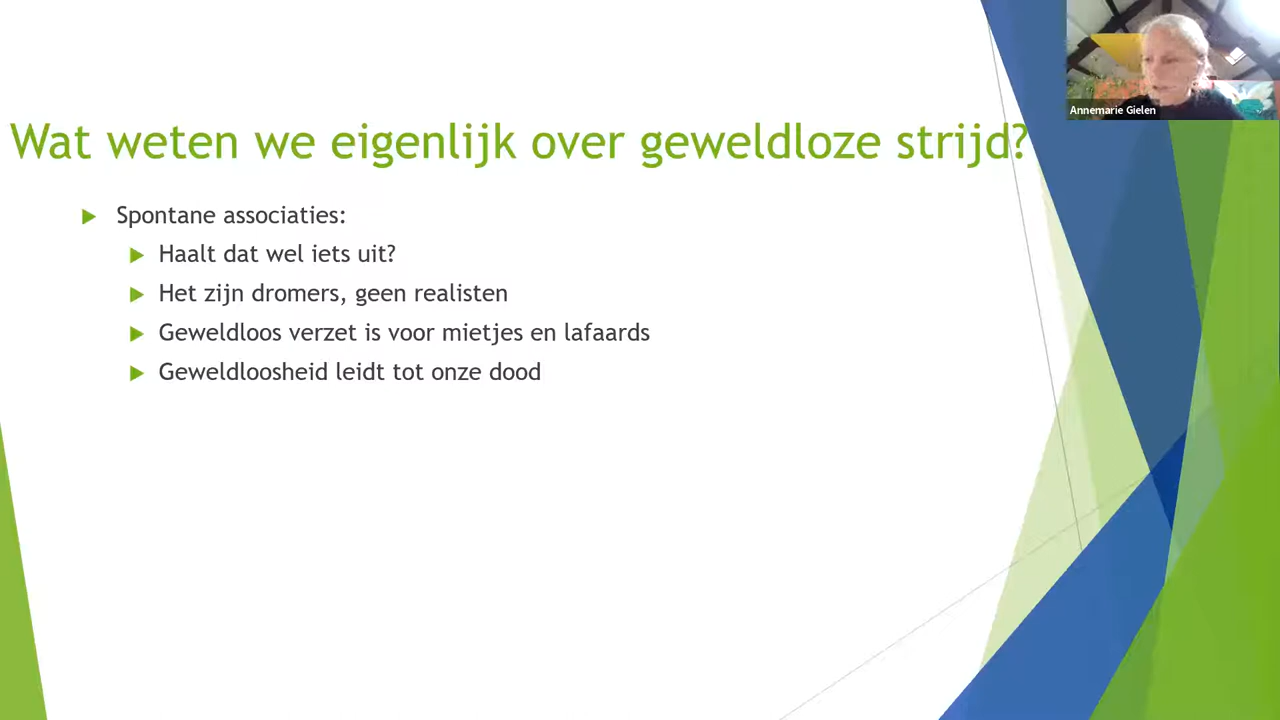 Annemarie Gielen
Wat weten we eigenlijk over geweldloze strijd?
Spontane associaties:
Haalt dat wel iets uit?
Het zijn dromers, geen realisten
Geweldloos verzet is voor mietjes en lafaards
Geweldloosheid leidt tot onze dood